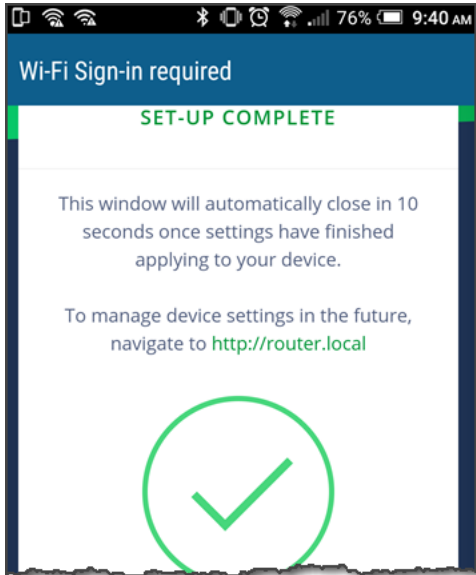 76% 9:40 AM
Wi-Fi Sign-in required
SET-UP COMPLETE
This window will automatically close in 10
seconds once settings have finished
applying to your device.
To manage device settings in the future,
navigate to http://router.local